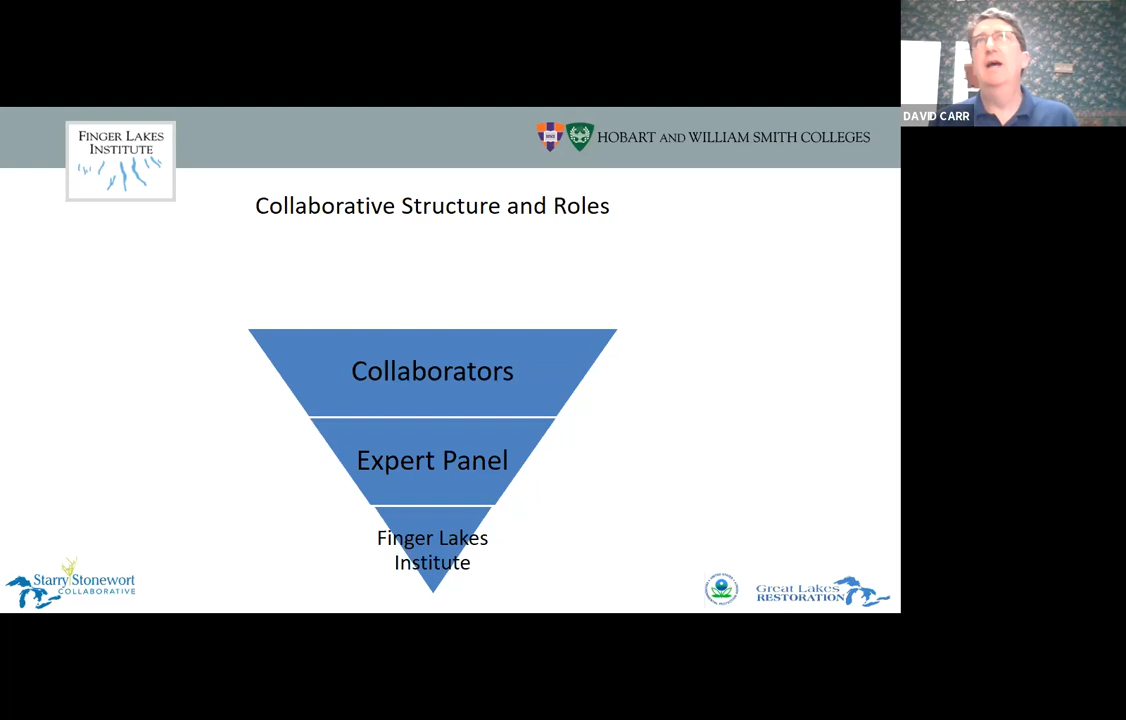 DAVID CARR
FINGER LAKES
INSTITUTE
HOBART AND WILLIAM SMITH COLLEGES
Collaborative Structure and Roles
Collaborators
Expert Panel
Finger Lakes
Institute
Starry Stonewort
COLLABORATIVE
Great Lakes
RESTORATION